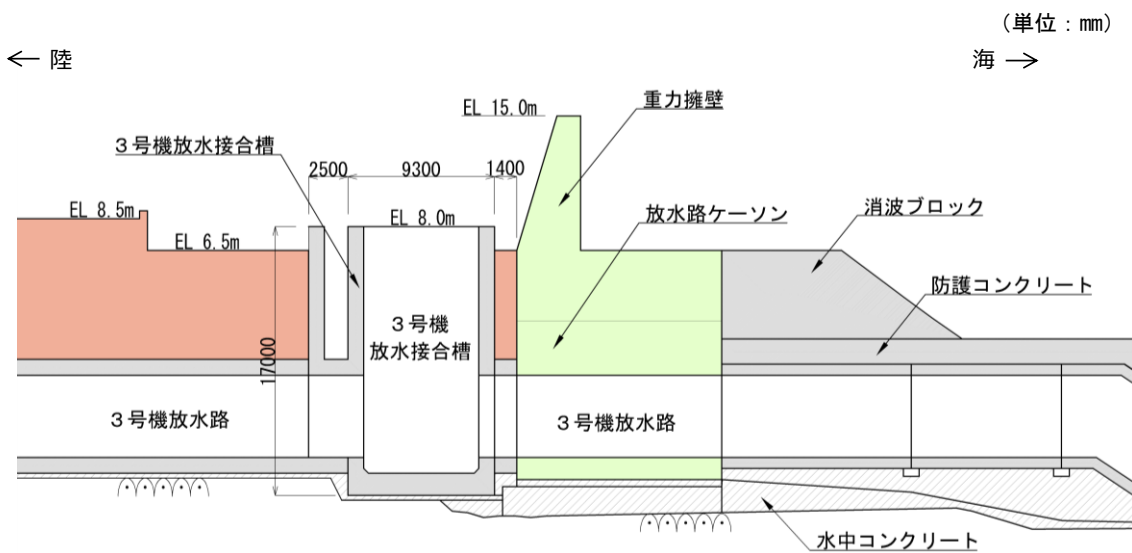 (単位:mm)
← 陸
海 →
EL 15.0m
重力擁壁
3号機放水接合槽
2500
9300
1400
EL 8.5m
EL 8.0m
放水路ケーソン
消波ブロック
EL 6.5m
防護コンクリート
3号機
放水接合槽
17000
3号機放水路
3号機放水路
水中コンクリート